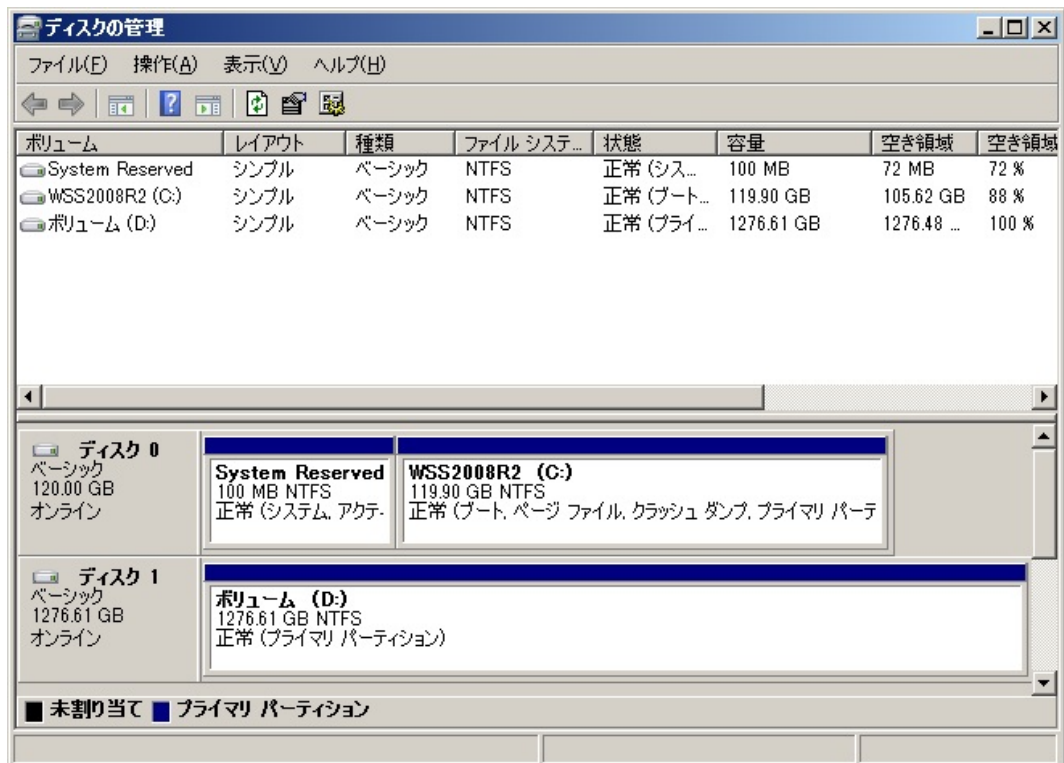 ディスクの管理
ファイル(F) 操作(A) 表示(V) ヘルプ(H)
ボリューム レイアウト 種類 ファイル システ... 状態 容量 空き領域 空き領域
System Reserved シンプル ベーシック NTFS 正常 (シス... 100 MB 72 MB 72 %
WSS2008R2 (C:) シンプル ベーシック NTFS 正常 (ブート... 119.90 GB 105.62 GB 88 %
ボリューム (D:) シンプル ベーシック NTFS 正常 (プライ... 1276.61 GB 1276.48 ... 100 %
ディスク 0
ベーシック
120.00 GB
オンライン
System Reserved
100 MB NTFS
正常 (システム, アクテ
WSS2008R2 (C:)
119.90 GB NTFS
正常 (ブート, ページ ファイル, クラッシュ ダンプ, プライマリ パーテ
ディスク 1
ベーシック
1276.61 GB
オンライン
ボリューム (D:)
1276.61 GB NTFS
正常 (プライマリ パーティション)
未割り当て プライマリ パーティション